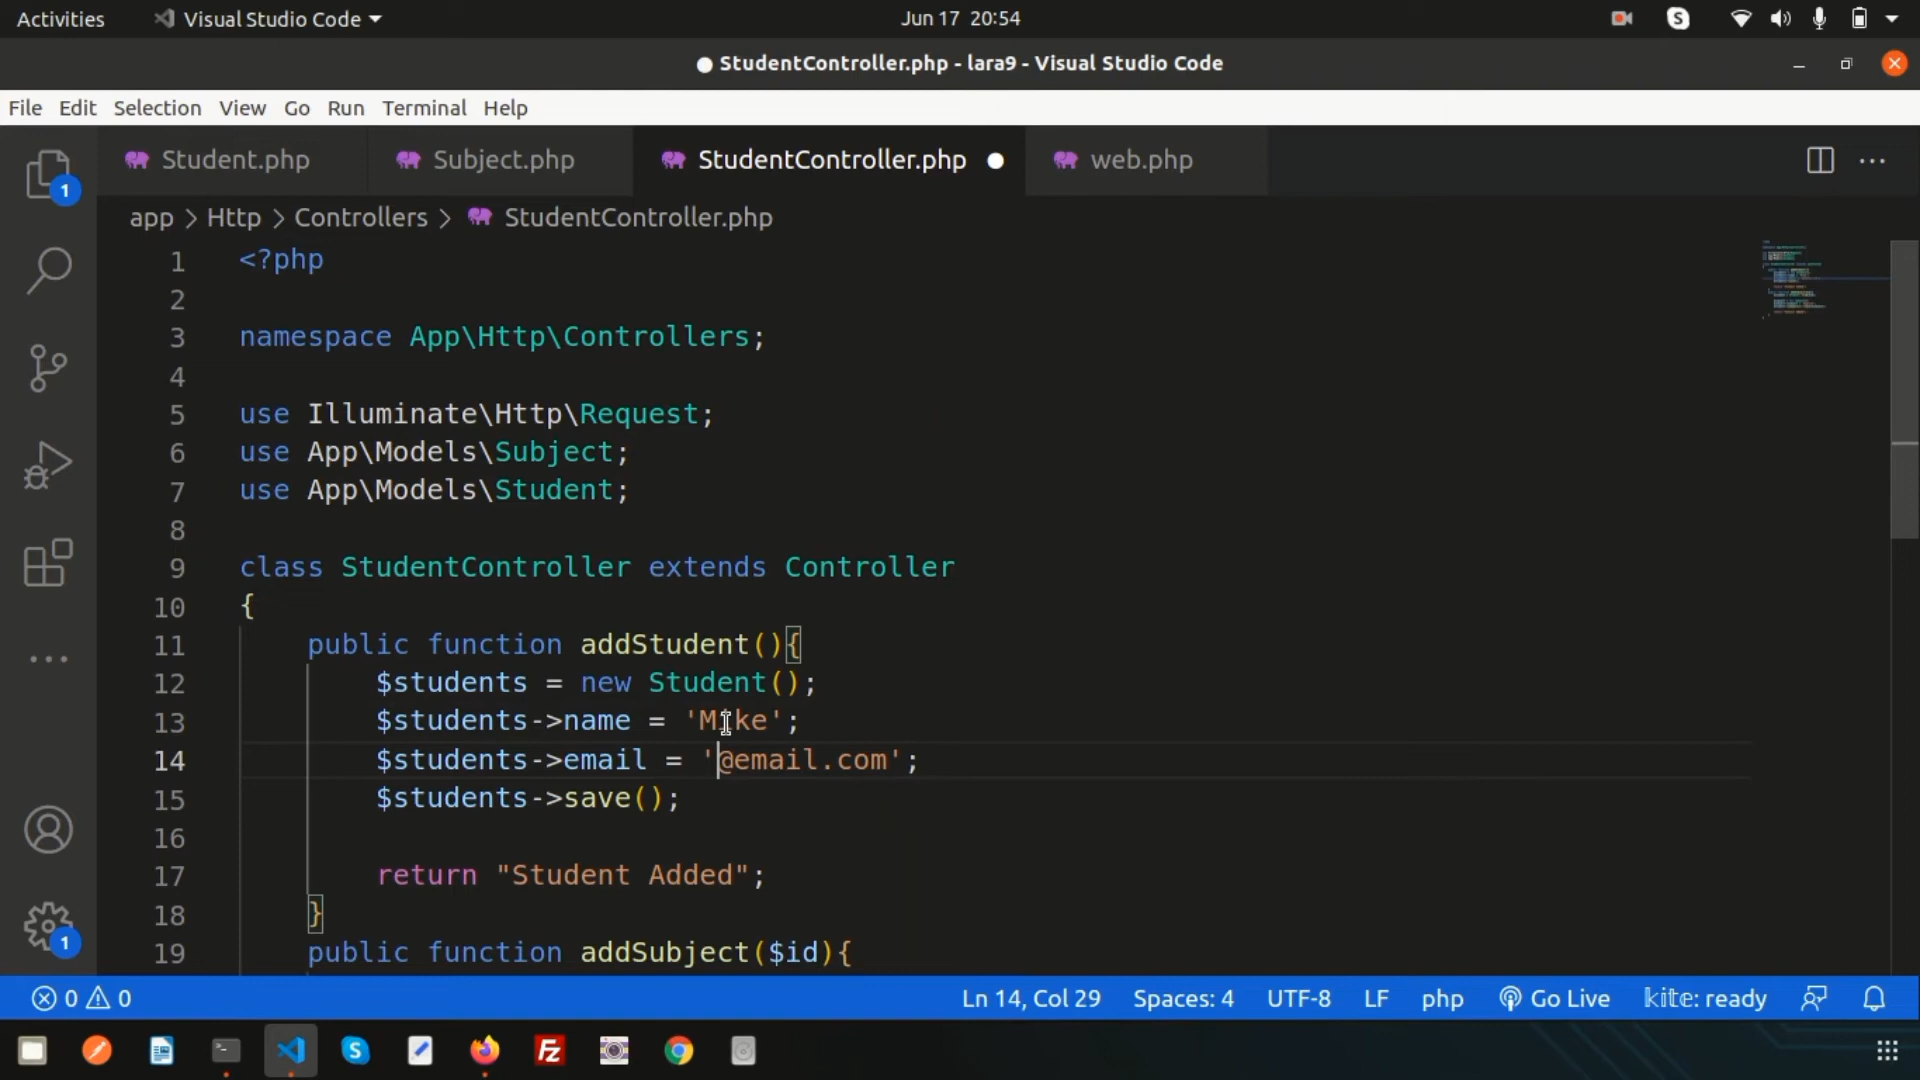 Activities
Visual Studio Code
Jun 17 20:54
StudentController.php - lara9 - Visual Studio Code
File Edit Selection View Go Run Terminal Help
Student.php
Subject.php
StudentController.php
web.php
app > Http > Controllers > StudentController.php
1 <?php
2
3 namespace App\Http\Controllers;
4
5 use Illuminate\Http\Request;
6 use App\Models\Subject;
7 use App\Models\Student;
8
9 class StudentController extends Controller
10 {
11 public function addStudent(){
12 $students = new Student();
13 $students->name = 'Mike';
14 $students->email = '@email.com';
15 $students->save();
16
17 return "Student Added";
18 }
19 public function addSubject($id){
1
1
0 0
Ln 14, Col 29
Spaces: 4
UTF-8
LF
php
Go Live
kite: ready